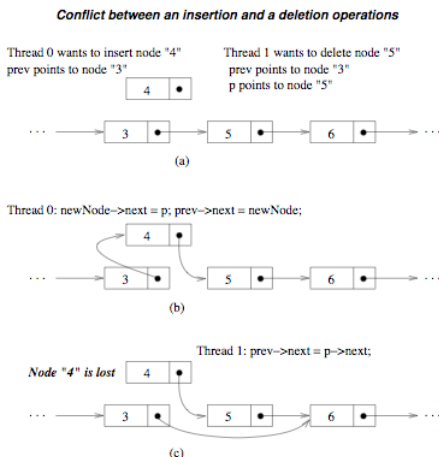 Conflict between an insertion and a deletion operations
Thread 0 wants to insert node "4"
prev points to node "3"
Thread 1 wants to delete node "5"
prev points to node "3"
p points to node "5"
4
... 3 5 6 ...
(a)
Thread 0: newNode->next = p; prev->next = newNode;
4
... 3 5 6 ...
(b)
Thread 1: prev->next = p->next;
Node "4" is lost 4
... 3 5 6 ...
(c)